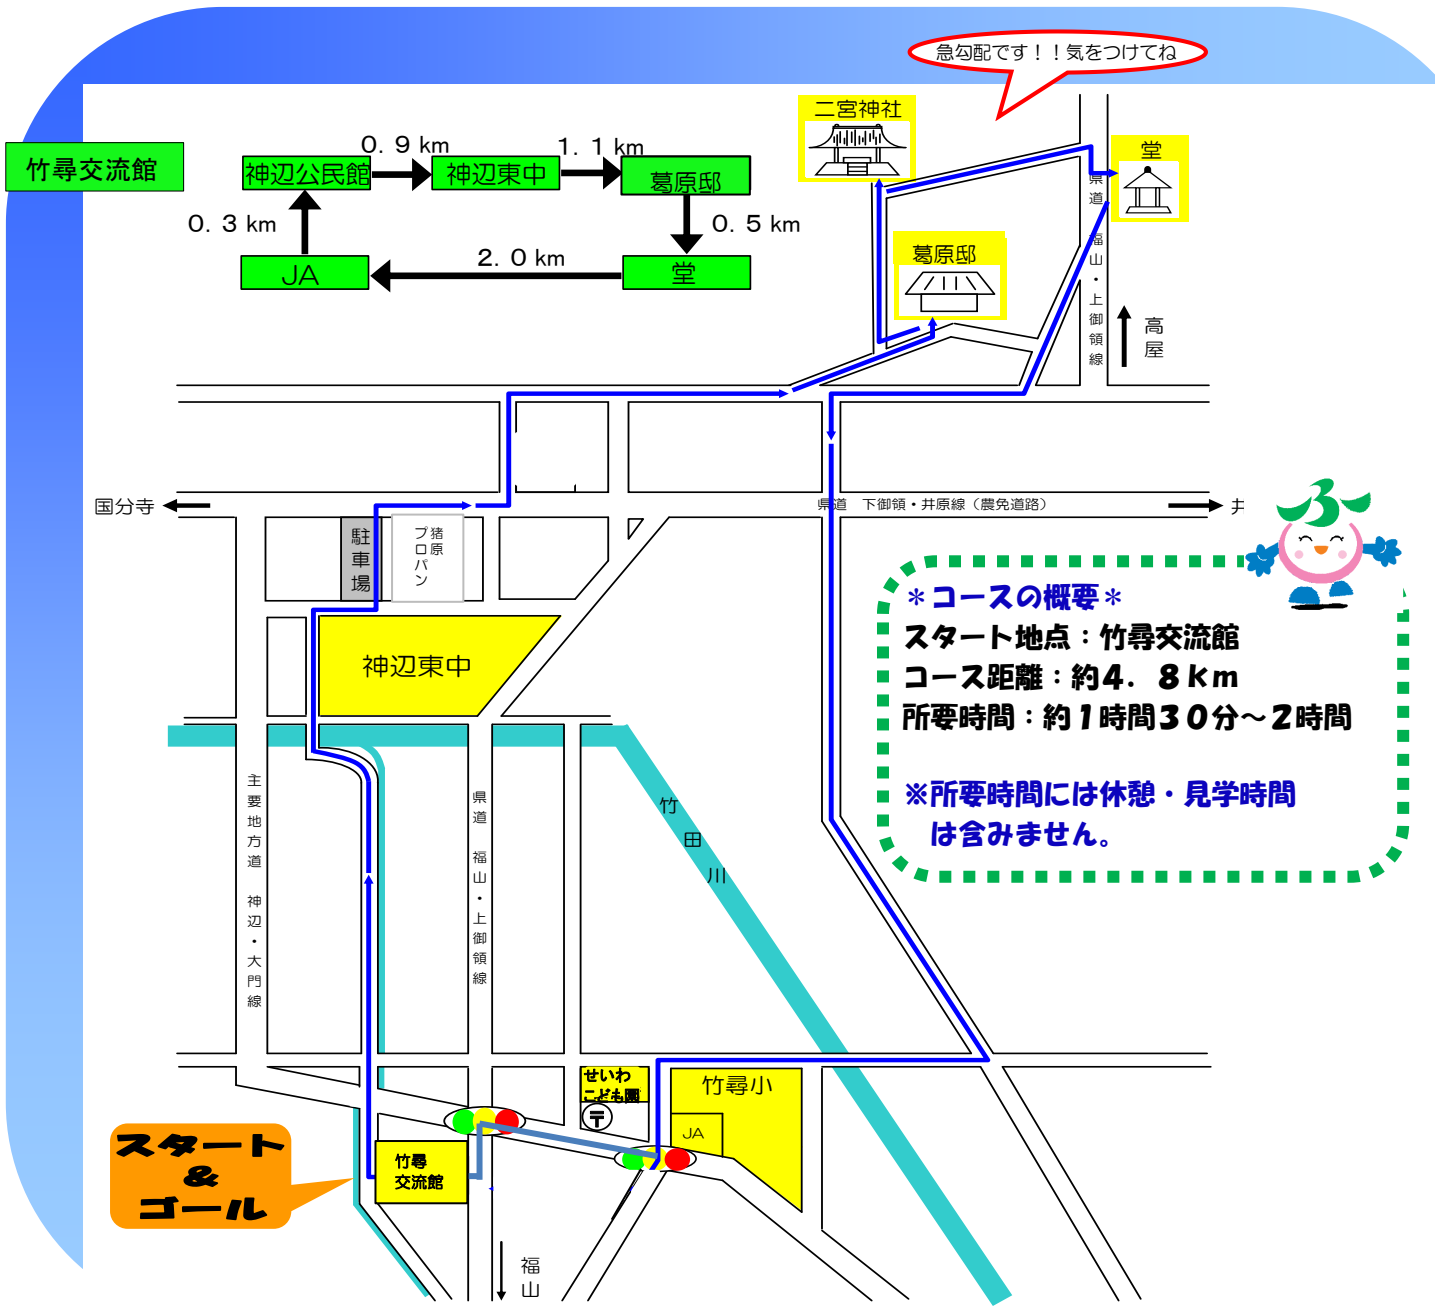 急勾配です！！気をつけてね
竹尋交流館
神辺公民館
0.9 km
神辺東中
1.1 km
葛原邸
0.3 km
0.5 km
JA
2.0 km
堂
二宮神社
堂
葛原邸
県道　福山・上御領線
高屋
国分寺
県道　下御領・井原線（農免道路）
井
駐車場
猪原
プロパン
ふ
＊コースの概要＊
スタート地点：竹尋交流館
コース距離：約4．8ｋｍ
所要時間：約1時間30分～2時間
※所要時間には休憩・見学時間
は含みません。
神辺東中
主要地方道　神辺・大門線
県道　福山・上御領線
竹田川
せいわ
こども園
〒
竹尋小
JA
スタート
&
ゴール
竹尋
交流館
福山